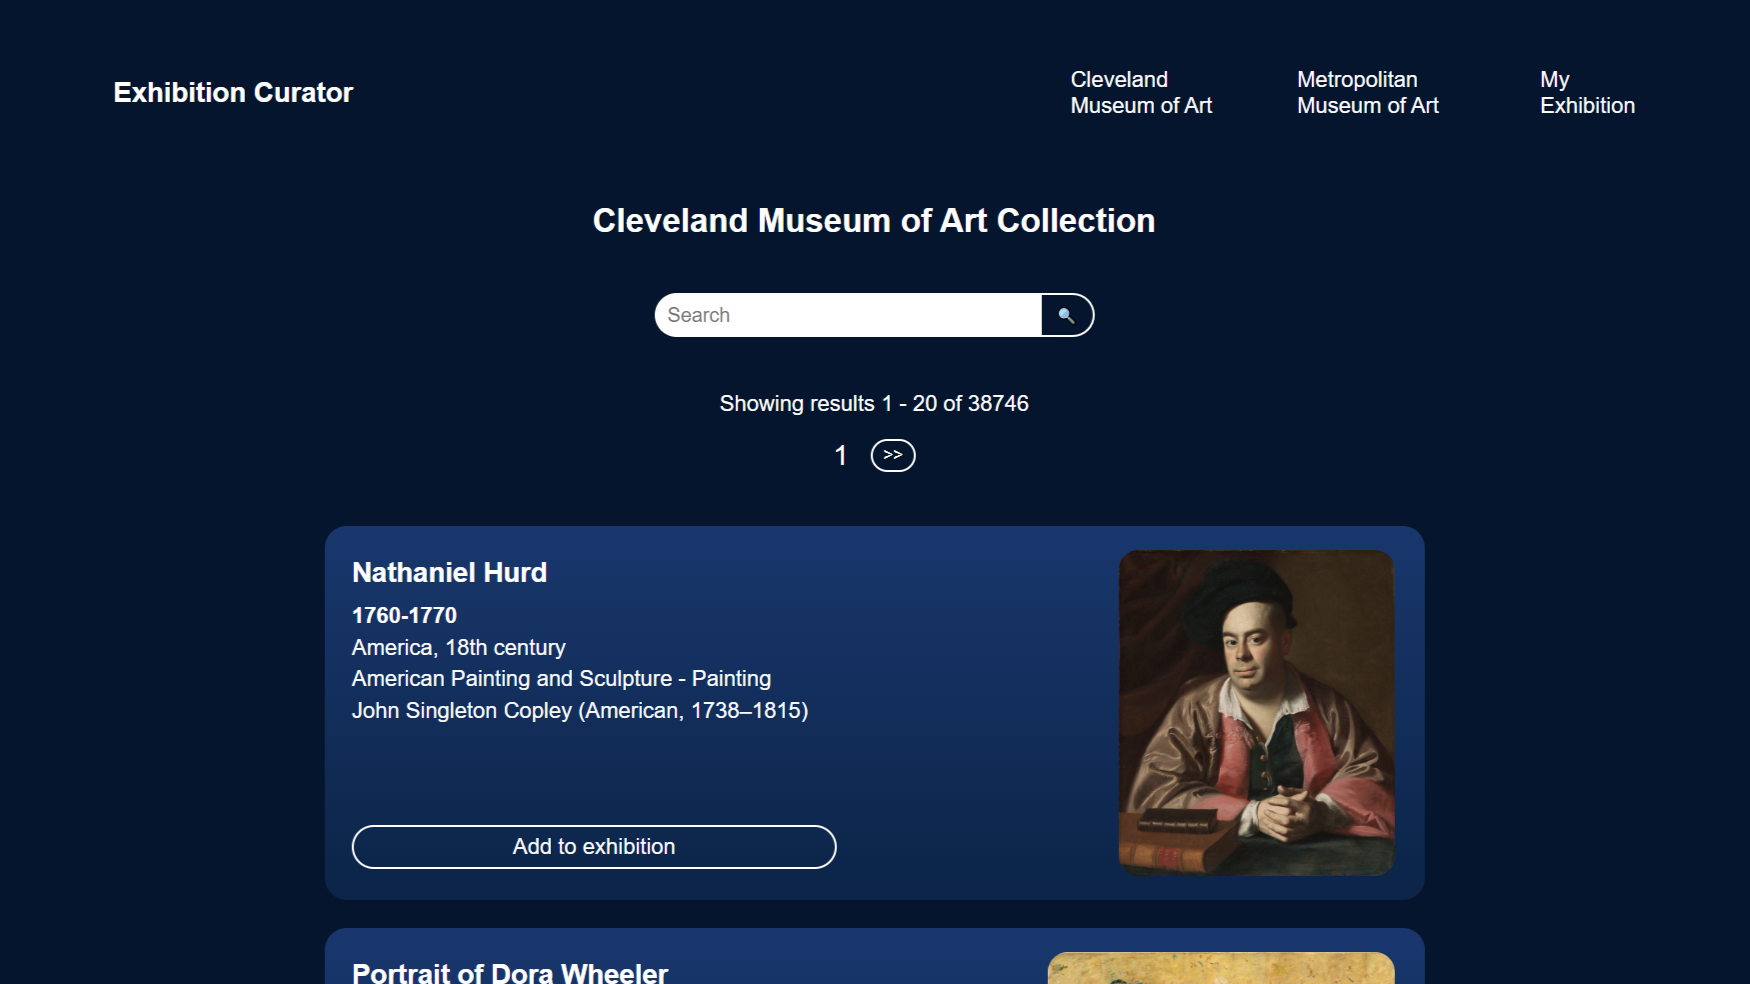 Exhibition Curator
Cleveland
Museum of Art
Metropolitan
Museum of Art
My
Exhibition
Cleveland Museum of Art Collection
Search
Showing results 1 - 20 of 38746
1 >>
Nathaniel Hurd
1760-1770
America, 18th century
American Painting and Sculpture - Painting
John Singleton Copley (American, 1738–1815)
Add to exhibition
Portrait of Dora Wheeler